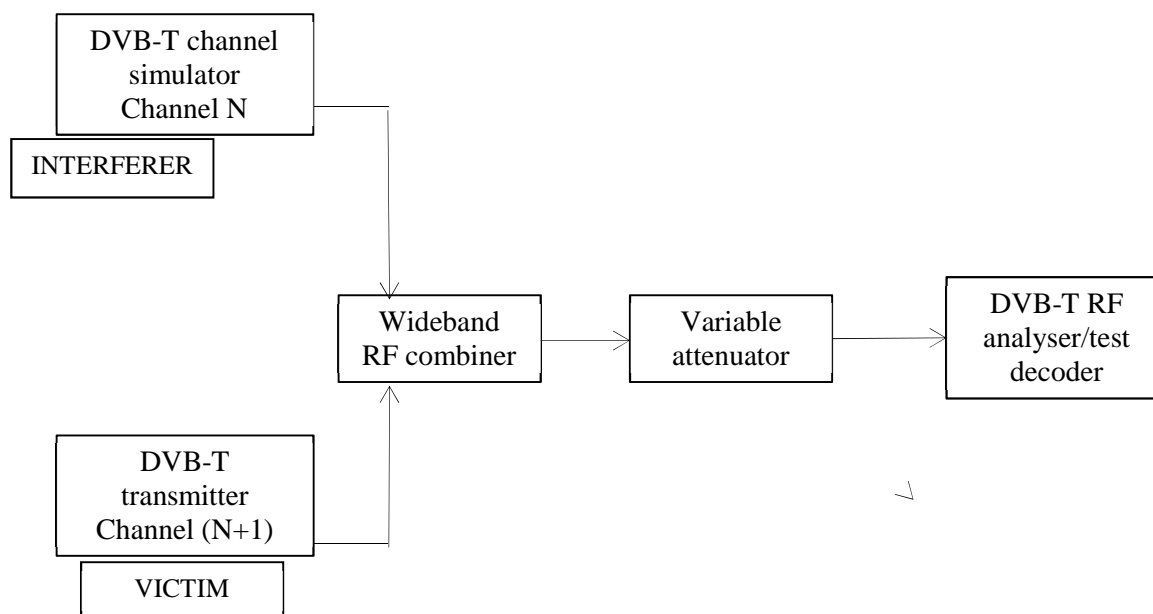 DVB-T channel
simulator
Channel N
INTERFERER
Wideband
RF combiner
Variable
attenuator
DVB-T RF
analyser/test
decoder
DVB-T
transmitter
Channel (N+1)
VICTIM